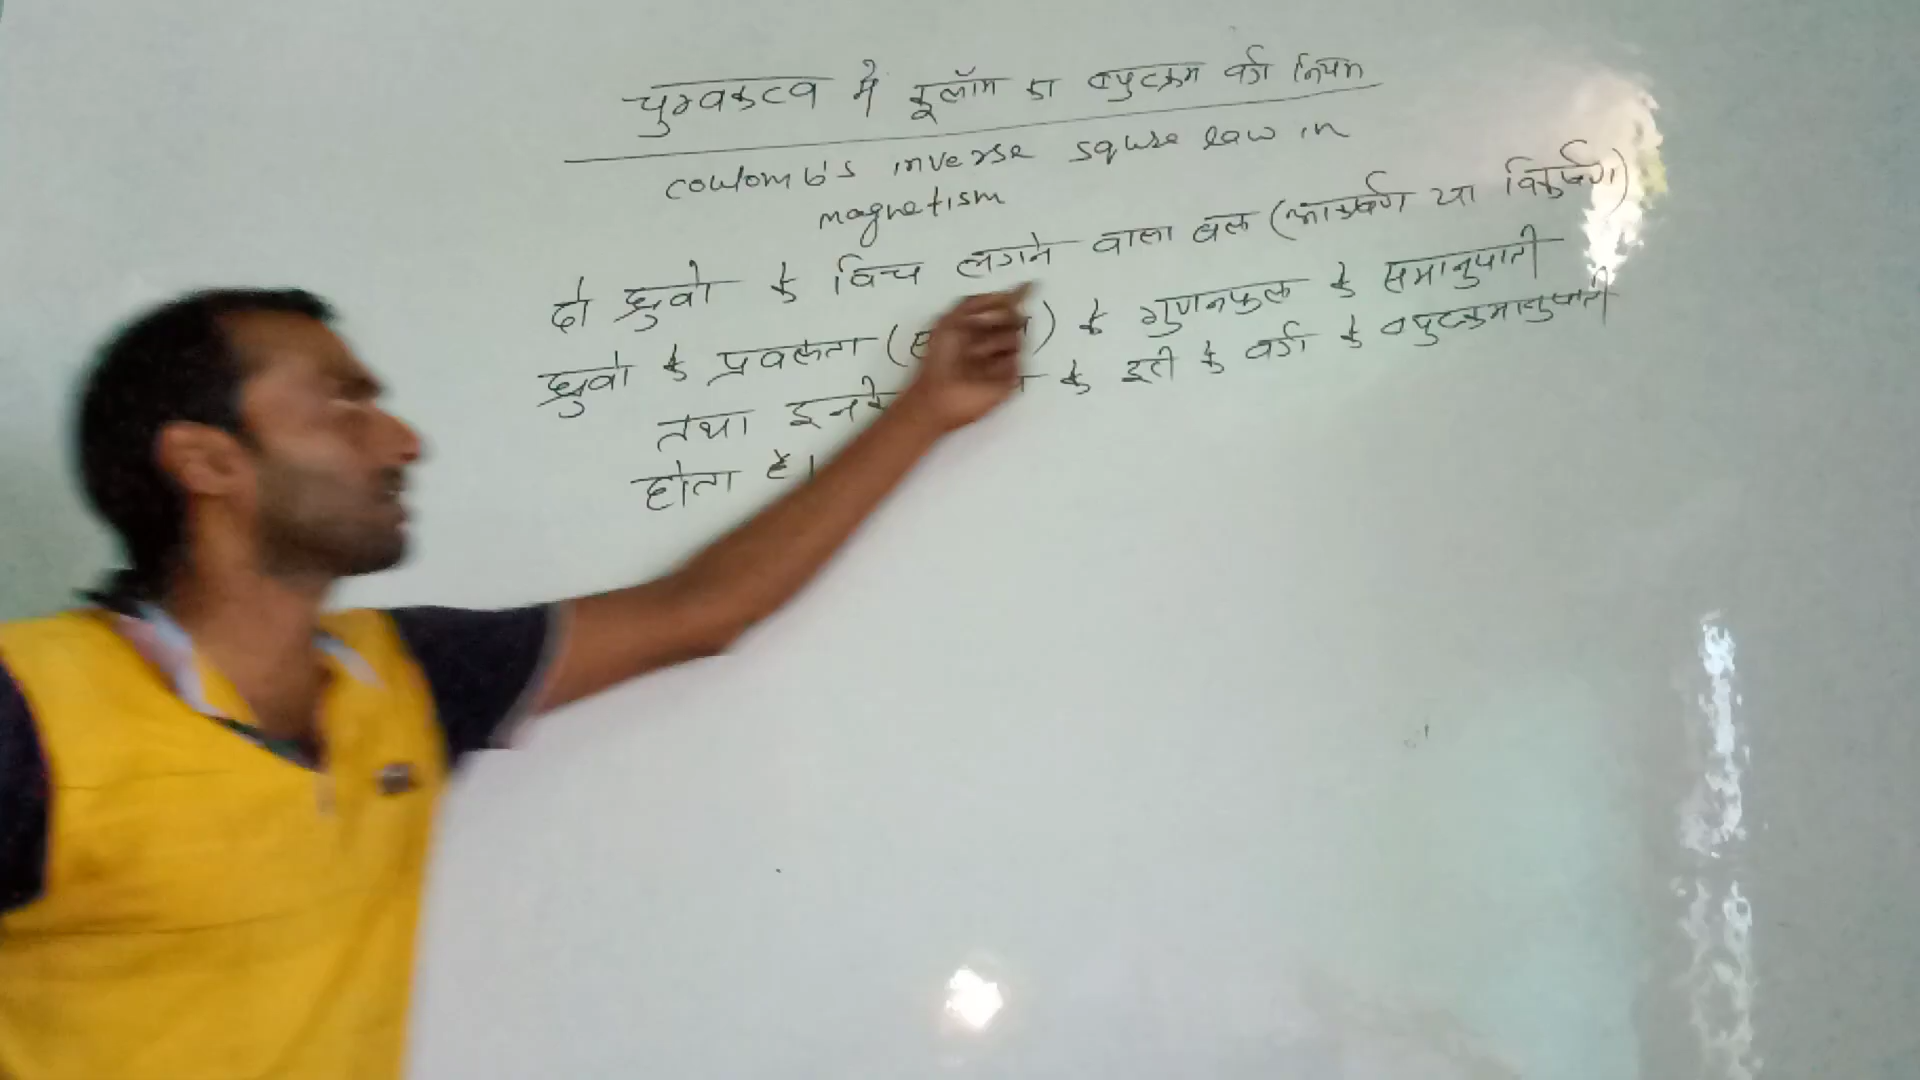 चुम्बकत्व में कूलॉम का व्युत्क्रम वर्ग नियम
coulomb's inverse squre law in
magnetism
दो ध्रुवो के बिच लगने वाला बल (आकर्षण या विकर्षण)
ध्रुवो के प्रबलता ( ) के गुणनफल के समानुपाती
तथा इनके के दुरी के वर्ग के व्युत्क्रमानुपाती
होता है।